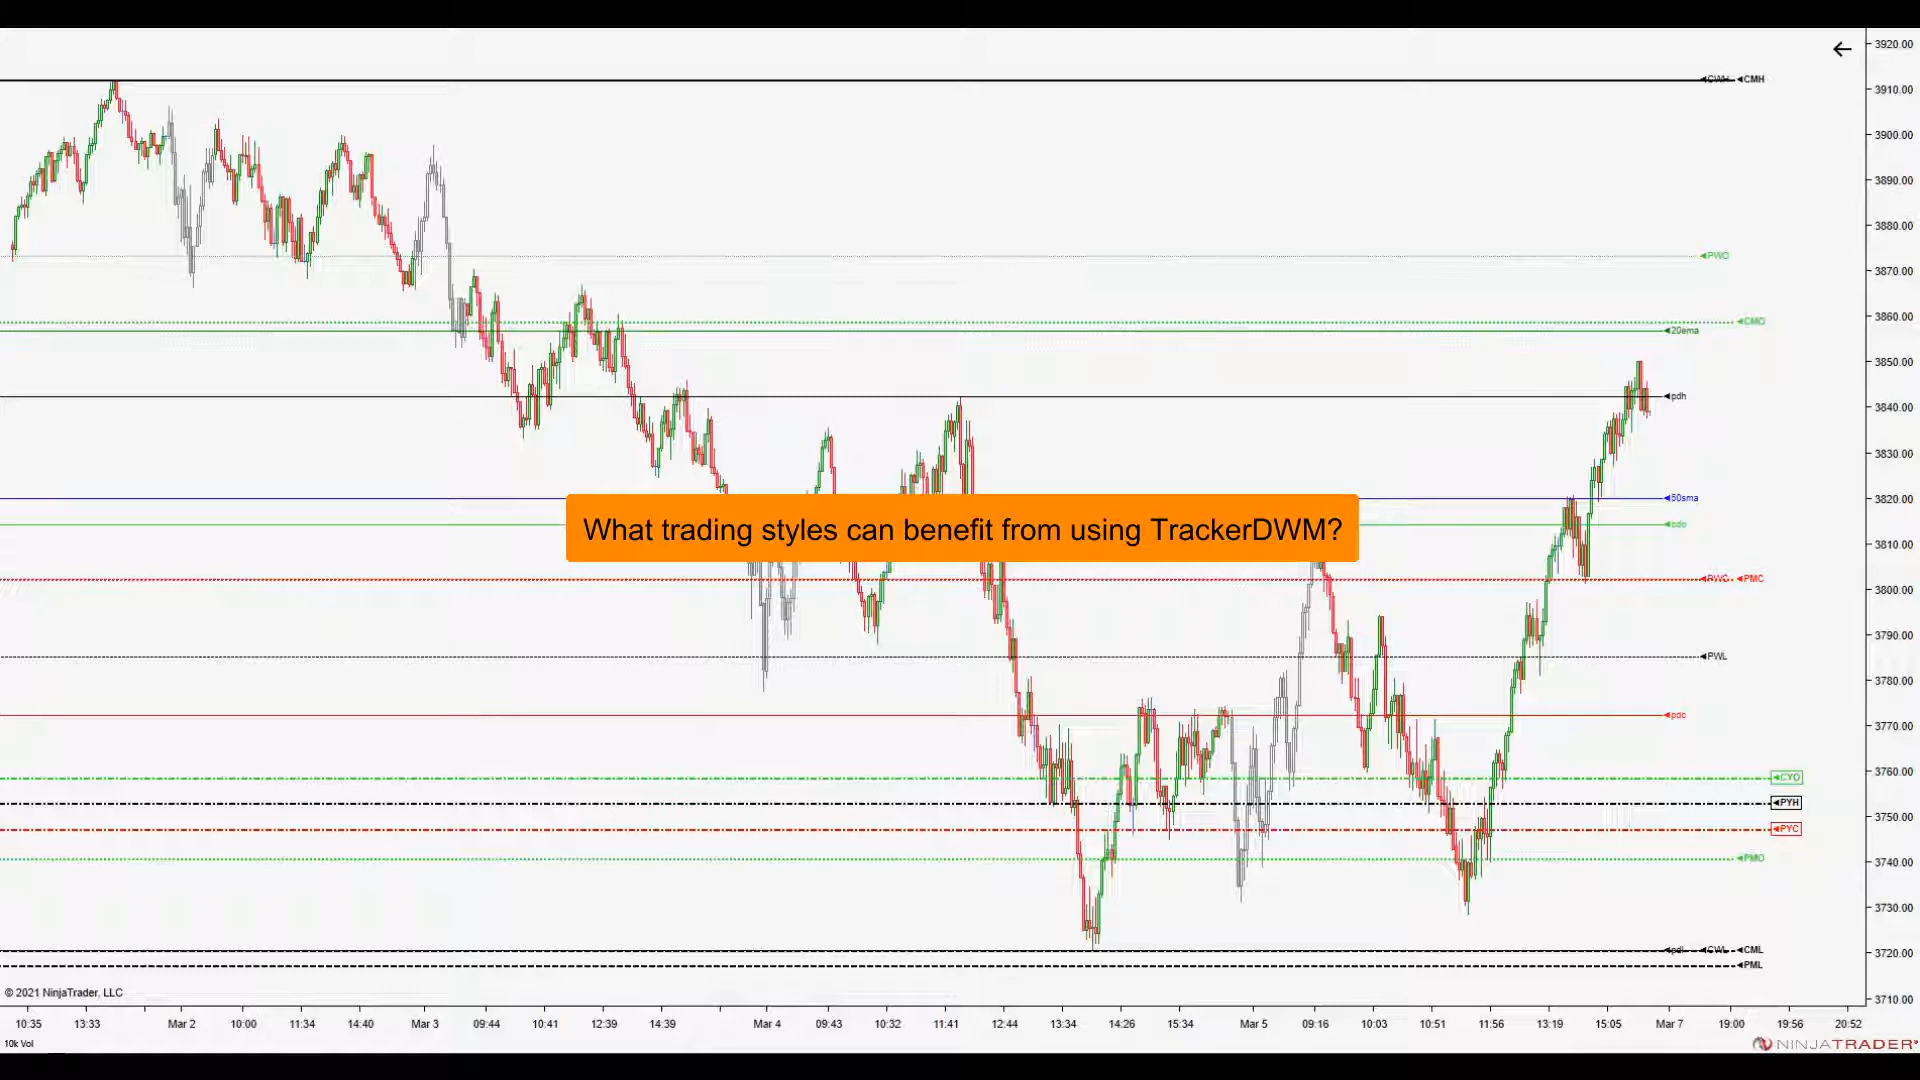 3920.00
◄CWH ◄CMH
3910.00
3900.00
3890.00
3880.00
◄PWO
3870.00
3860.00
◄CMO
◄20ema
3850.00
◄pdh
3840.00
3830.00
3820.00
◄50sma
What trading styles can benefit from using TrackerDWM?
◄pdo
3810.00
◄PWC ◄PMC
3800.00
3790.00
◄PWL
3780.00
3770.00
◄pdc
3760.00
◄CYO
◄PYH
3750.00
◄PYC
3740.00
◄PMO
3730.00
3720.00
◄pdl ◄CWL ◄CML
◄PML
3710.00
© 2021 NinjaTrader, LLC
10:35 13:33 Mar 2 10:00 11:34 14:40 Mar 3 09:44 10:41 12:39 14:39 Mar 4 09:43 10:32 11:41 12:44 13:34 14:26 15:34 Mar 5 09:16 10:03 10:51 11:56 13:19 15:05 Mar 7 19:00 19:56 20:52
10k Vol
NINJATRADER